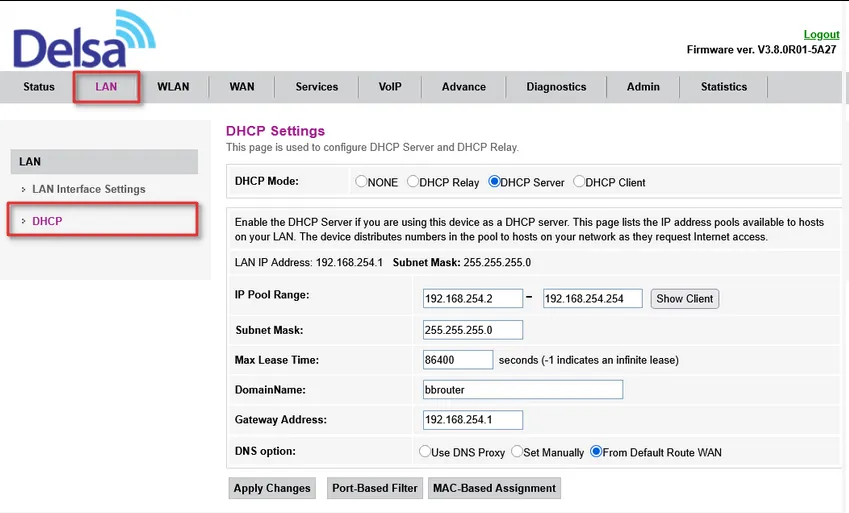 Delsa
Logout
Firmware ver. V3.8.0R01-5A27
Status LAN WLAN WAN Services VoIP Advance Diagnostics Admin Statistics
LAN
> LAN Interface Settings
> DHCP
DHCP Settings
This page is used to configure DHCP Server and DHCP Relay.
DHCP Mode: NONE DHCP Relay DHCP Server DHCP Client
Enable the DHCP Server if you are using this device as a DHCP server. This page lists the IP address pools available to hosts
on your LAN. The device distributes numbers in the pool to hosts on your network as they request Internet access.
LAN IP Address: 192.168.254.1 Subnet Mask: 255.255.255.0
IP Pool Range: 192.168.254.2 – 192.168.254.254 Show Client
Subnet Mask: 255.255.255.0
Max Lease Time: 86400 seconds (-1 indicates an infinite lease)
DomainName: bbrouter
Gateway Address: 192.168.254.1
DNS option: Use DNS Proxy Set Manually From Default Route WAN
Apply Changes Port-Based Filter MAC-Based Assignment